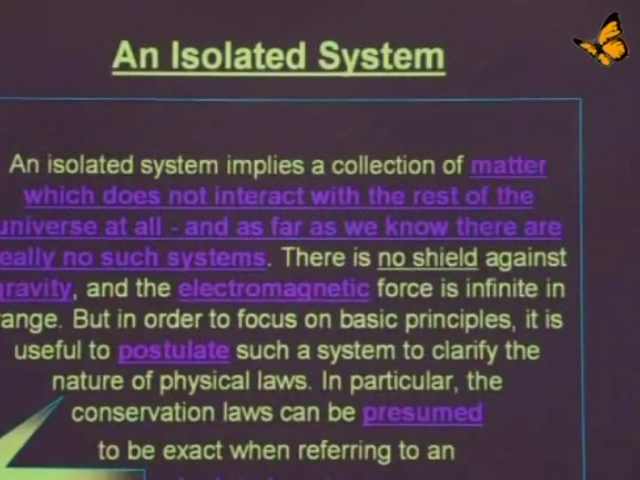 An Isolated System
An isolated system implies a collection of matter
which does not interact with the rest of the
universe at all - and as far as we know there are
eally no such systems. There is no shield against
gravity, and the electromagnetic force is infinite in
ange. But in order to focus on basic principles, it is
useful to postulate such a system to clarify the
nature of physical laws. In particular, the
conservation laws can be presumed
to be exact when referring to an